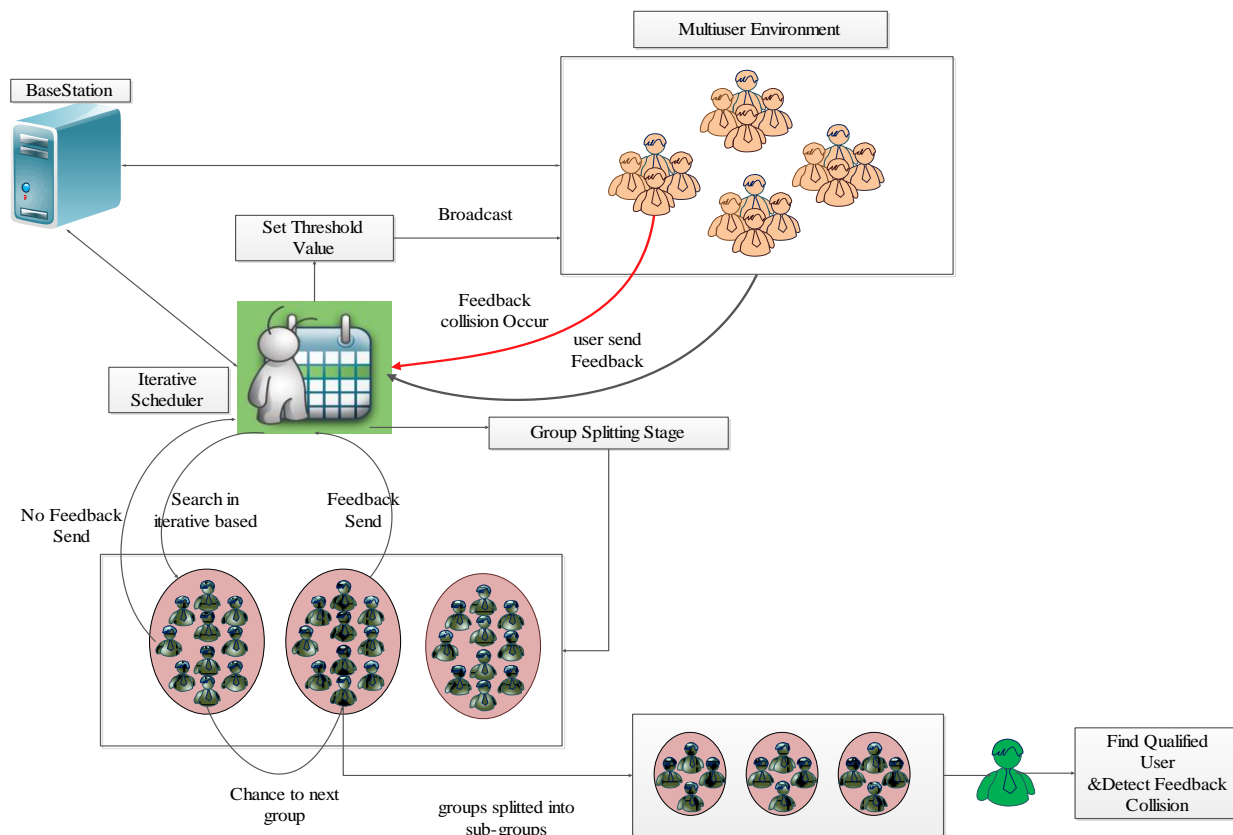 Multiuser Environment
BaseStation
Broadcast
Set Threshold
Value
Feedback
collision Occur
user send
Feedback
Iterative
Scheduler
Group Splitting Stage
Search in
iterative based
Feedback
Send
No Feedback
Send
Chance to next
group
groups splitted into
sub-groups
Find Qualified
User
&Detect Feedback
Collision